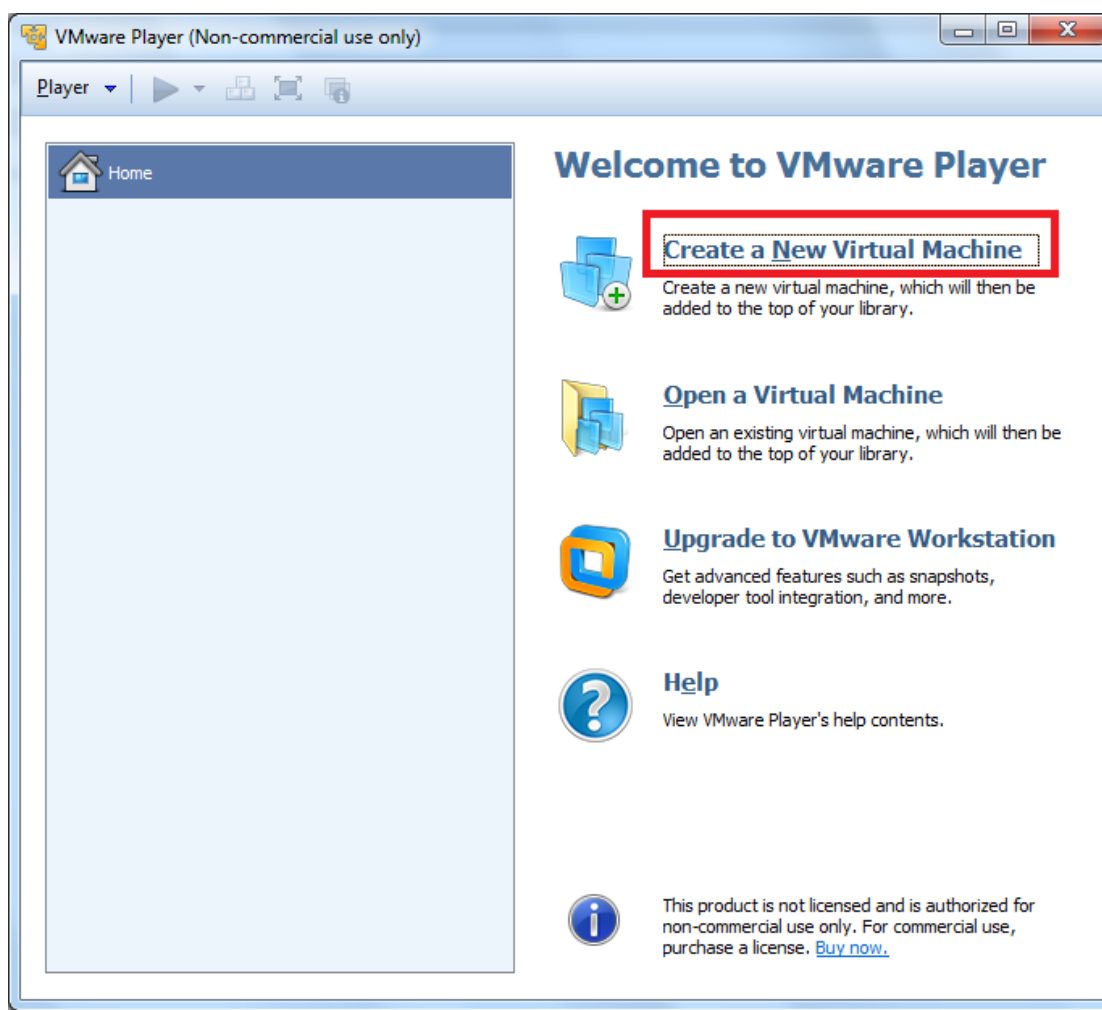 VMware Player (Non-commercial use only)
Player
Home
Welcome to VMware Player
Create a New Virtual Machine
Create a new virtual machine, which will then be
added to the top of your library.
Open a Virtual Machine
Open an existing virtual machine, which will then be
added to the top of your library.
Upgrade to VMware Workstation
Get advanced features such as snapshots,
developer tool integration, and more.
Help
View VMware Player's help contents.
This product is not licensed and is authorized for
non-commercial use only. For commercial use,
purchase a license. Buy now.